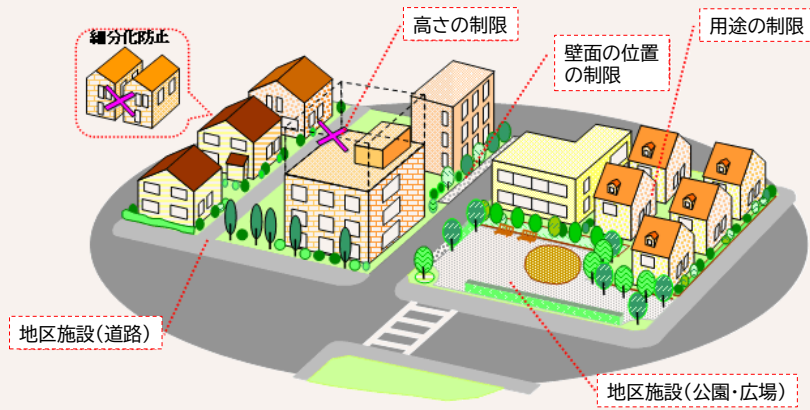 細分化防止
高さの制限
用途の制限
壁面の位置
の制限
地区施設(道路)
地区施設(公園・広場)